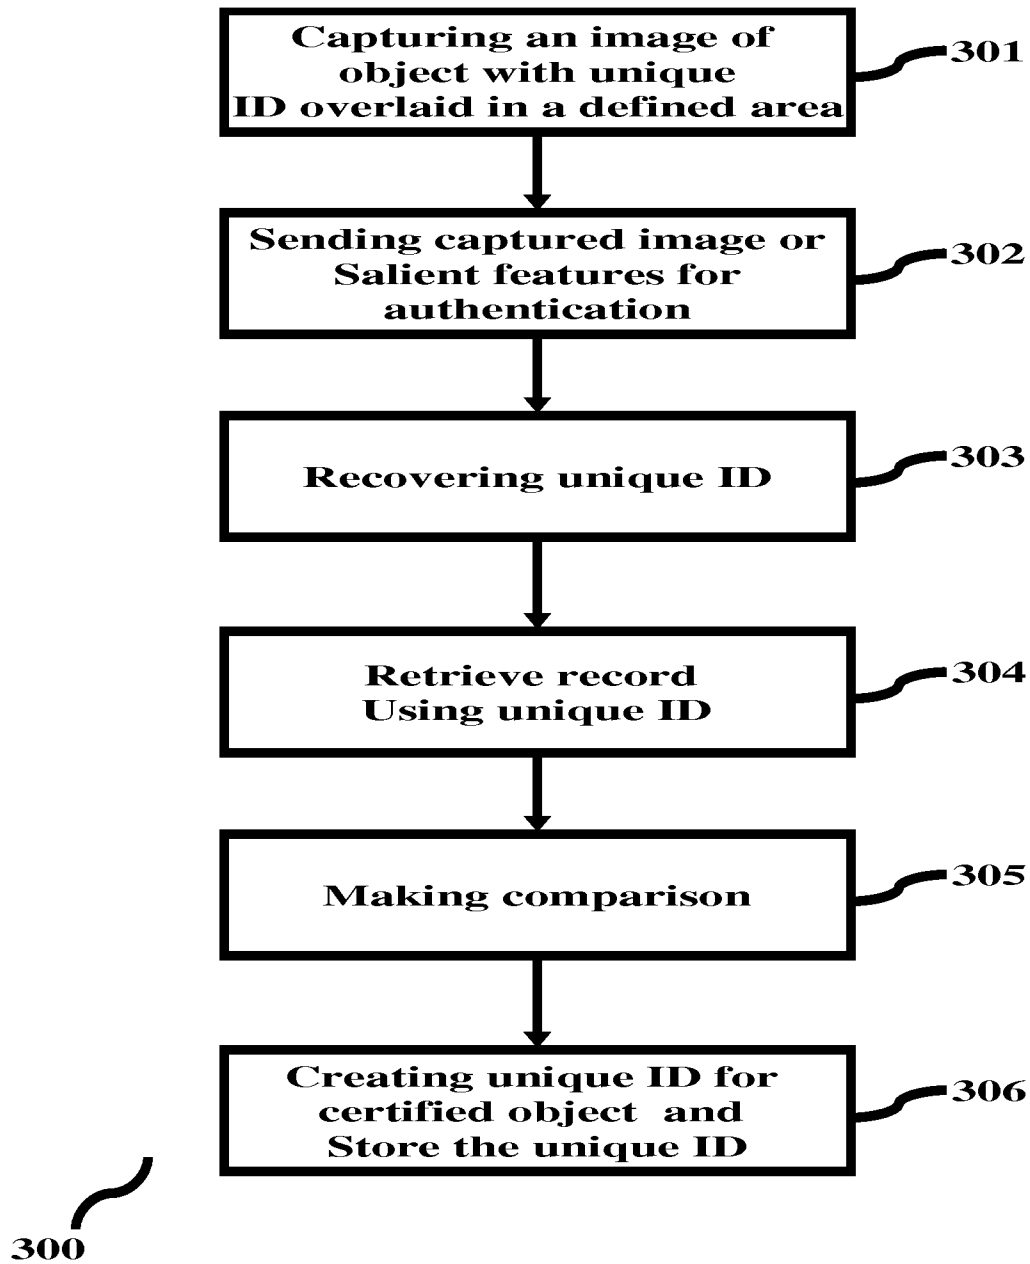 Capturing an image of
object with unique
ID overlaid in a defined area
301
Sending captured image or
Salient features for
authentication
302
Recovering unique ID
303
Retrieve record
Using unique ID
304
Making comparison
305
Creating unique ID for
certified object and
Store the unique ID
306
300